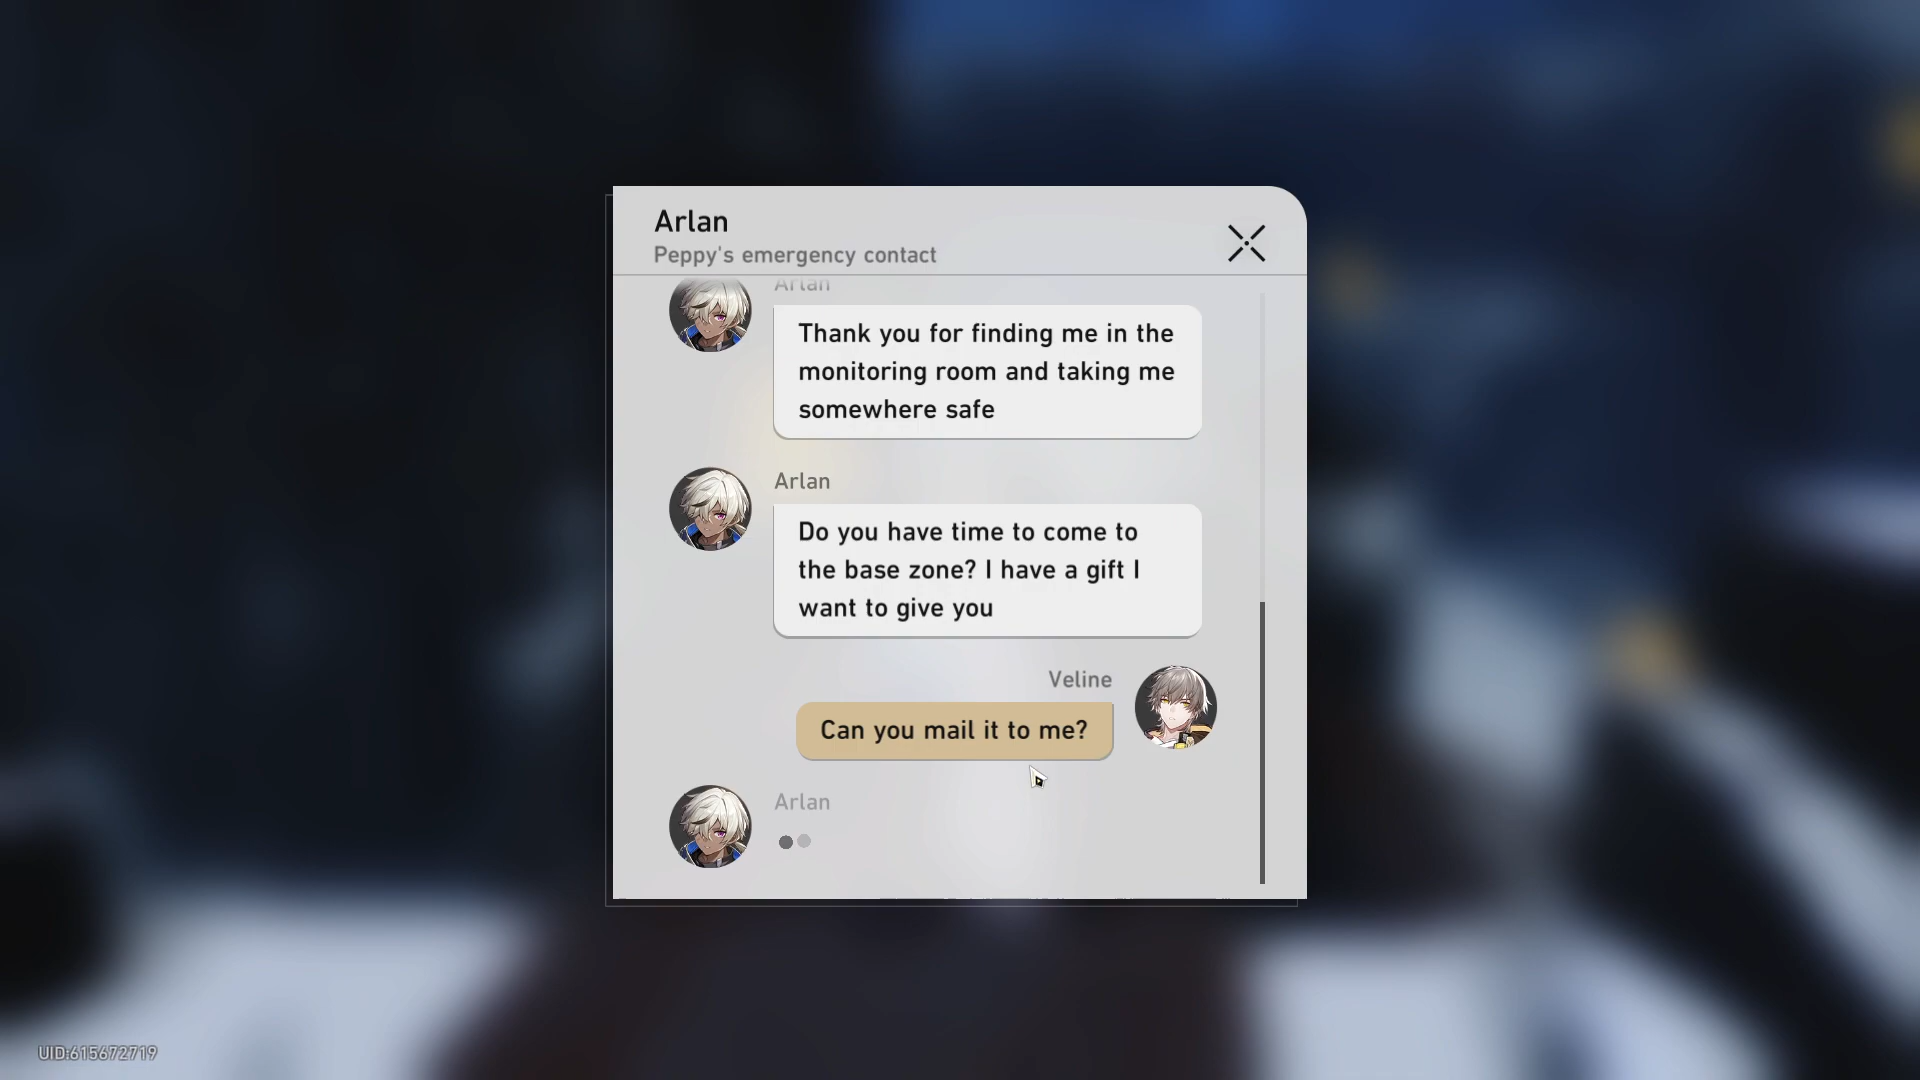 Arlan
Peppy's emergency contact
Arlan
Thank you for finding me in the
monitoring room and taking me
somewhere safe
Arlan
Do you have time to come to
the base zone? I have a gift I
want to give you
Veline
Can you mail it to me?
Arlan
UID:615672719